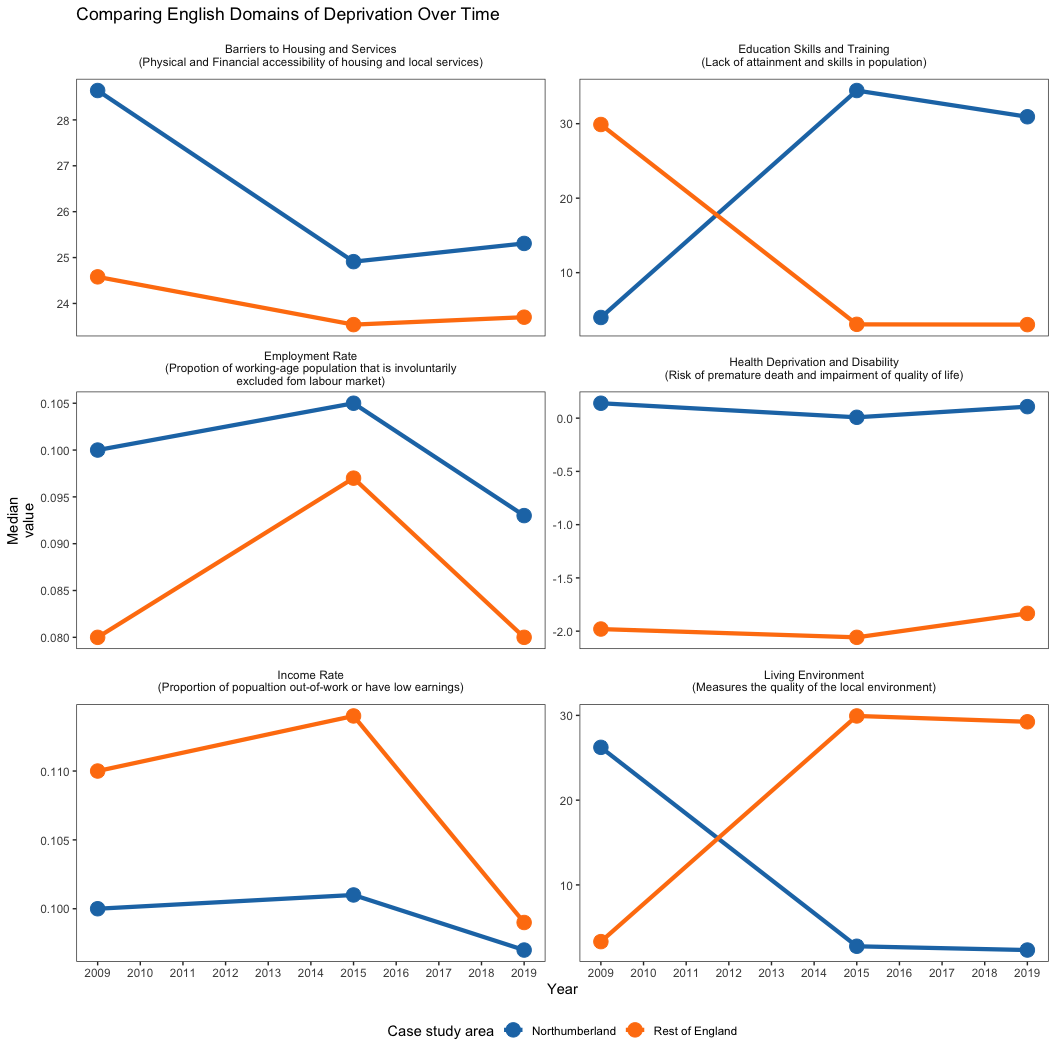 Comparing English Domains of Deprivation Over Time
Barriers to Housing and Services
(Physical and Financial accessibility of housing and local services)
28
27
26
25
24
Education Skills and Training
(Lack of attainment and skills in population)
30
20
10
Employment Rate
(Propotion of working-age population that is involuntarily
excluded fom labour market)
0.105
0.100
0.095
0.090
0.085
0.080
Health Deprivation and Disability
(Risk of premature death and impairment of quality of life)
0.0
-0.5
-1.0
-1.5
-2.0
Median
value
Income Rate
(Proportion of popualtion out-of-work or have low earnings)
0.110
0.105
0.100
2009 2010 2011 2012 2013 2014 2015 2016 2017 2018 2019
Living Environment
(Measures the quality of the local environment)
30
20
10
2009 2010 2011 2012 2013 2014 2015 2016 2017 2018 2019
Year
Case study area Northumberland Rest of England